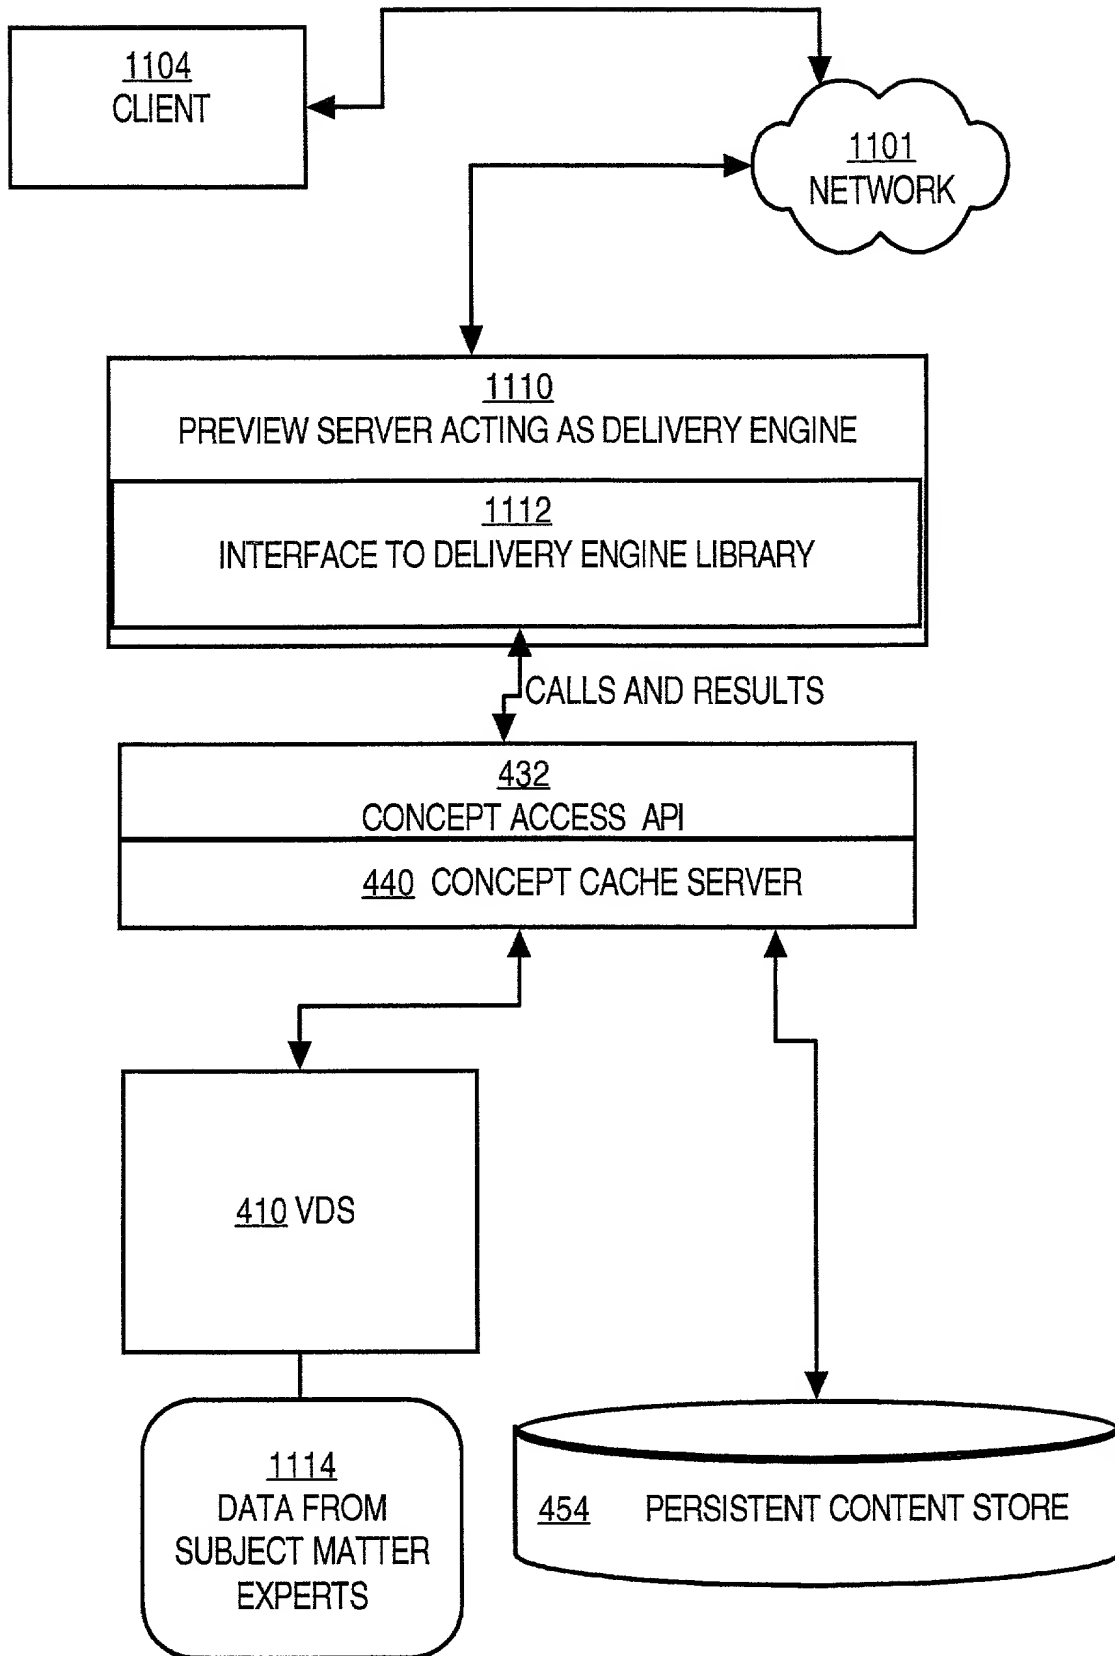 1104
CLIENT
1101
NETWORK
1110
PREVIEW SERVER ACTING AS DELIVERY ENGINE
1112
INTERFACE TO DELIVERY ENGINE LIBRARY
CALLS AND RESULTS
432
CONCEPT ACCESS API
440 CONCEPT CACHE SERVER
410 VDS
1114
DATA FROM
SUBJECT MATTER
EXPERTS
454 PERSISTENT CONTENT STORE